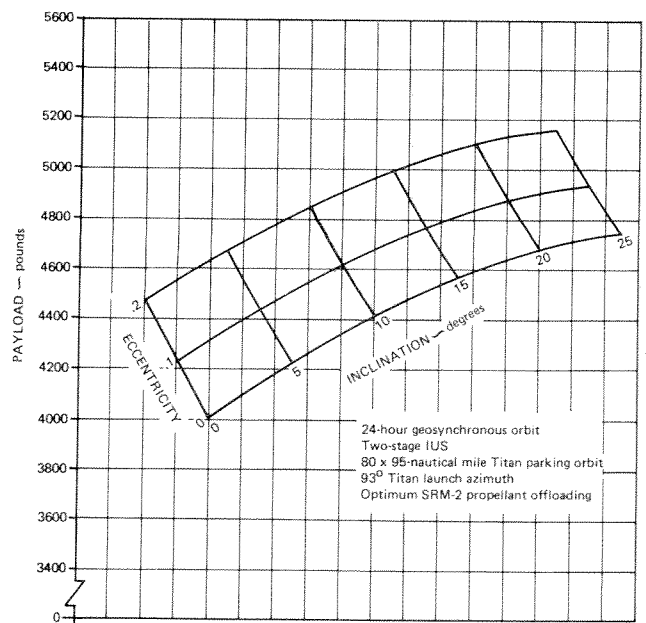 5600
5400
5200
5000
4800
4600
4400
4200
4000
3800
3600
3400
0
PAYLOAD ~ pounds
.2
.1
0
ECCENTRICITY
0
5
10
15
20
25
INCLINATION ~ degrees
24-hour geosynchronous orbit
Two-stage IUS
80 x 95-nautical mile Titan parking orbit
93° Titan launch azimuth
Optimum SRM-2 propellant offloading